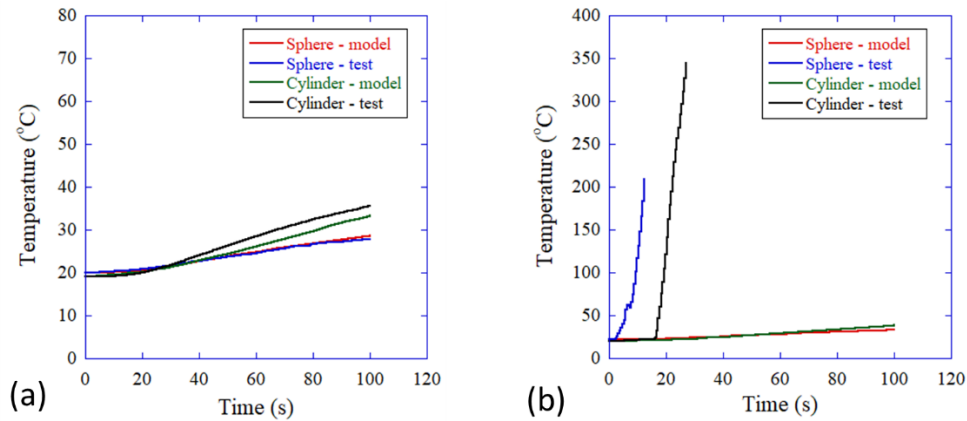 80
70
60
50
40
30
20
10
0
Temperature (°C)
Sphere - model
Sphere - test
Cylinder - model
Cylinder - test
0 20 40 60 80 100 120
Time (s)
(a)
400
350
300
250
200
150
100
50
0
Temperature (°C)
Sphere - model
Sphere - test
Cylinder - model
Cylinder - test
0 20 40 60 80 100 120
Time (s)
(b)